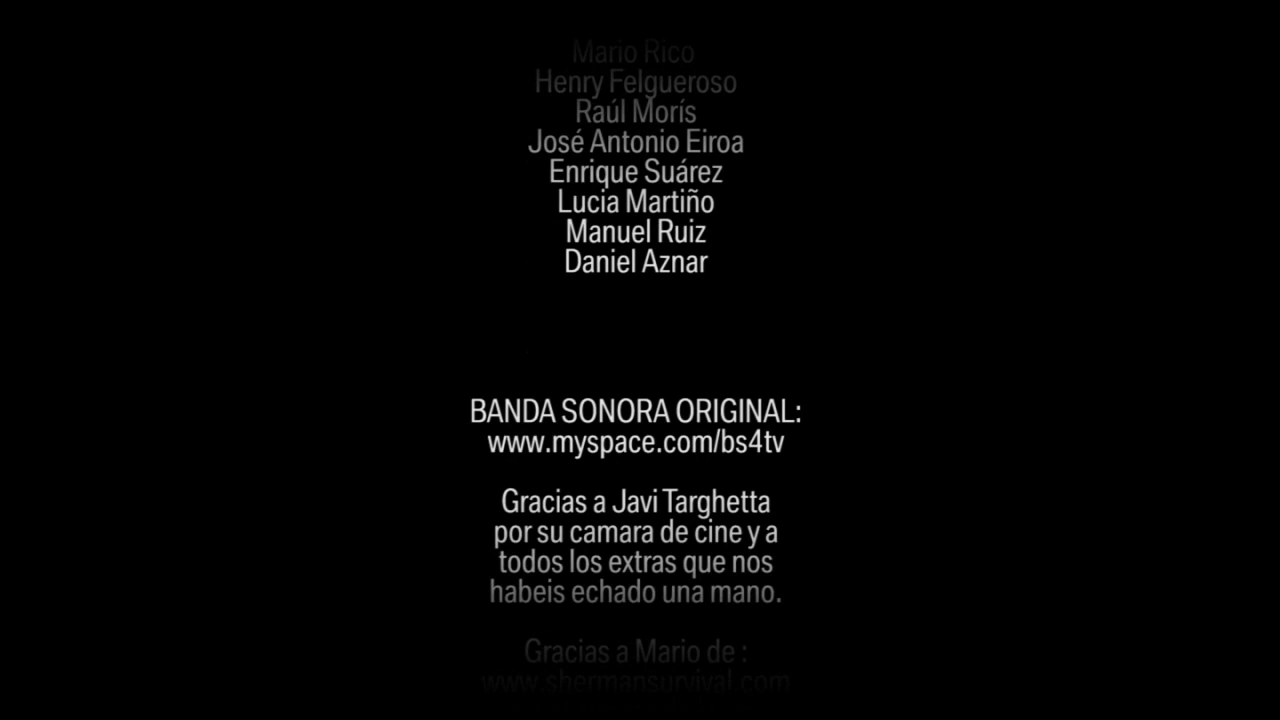 Mario Rico
Henry Felgueroso
Raúl Morís
José Antonio Eiroa
Enrique Suárez
Lucia Martiño
Manuel Ruiz
Daniel Aznar
BANDA SONORA ORIGINAL:
www.myspace.com/bs4tv
Gracias a Javi Targhetta
por su camara de cine y a
todos los extras que nos
habeis echado una mano.
Gracias a Mario de :
www.shermansurvival.com